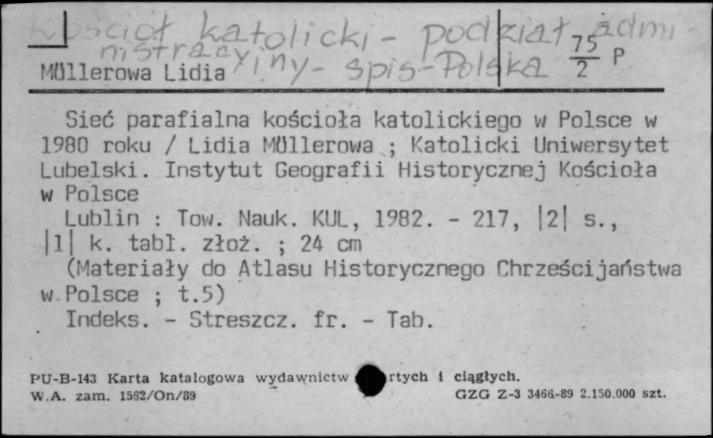 Kościół katolicki - podział admi-
nistracyjny - spis - Polska
75
2 P
Müllerowa Lidia
Sieć parafialna kościoła katolickiego w Polsce w
1980 roku / Lidia Müllerowa ; Katolicki Uniwersytet
Lubelski. Instytut Geografii Historycznej Kościoła
w Polsce
Lublin : Tow. Nauk. KUL, 1982. - 217, |2| s.,
|1| k. tabl. złoż. ; 24 cm
(Materiały do Atlasu Historycznego Chrześcijaństwa
w Polsce ; t.5)
Indeks. - Streszcz. fr. - Tab.
PU-B-143 Karta katalogowa wydawnictw rtych i ciągłych.
W.A. zam. 1562/On/89 GZG Z-3 3466-89 2.150.000 szt.